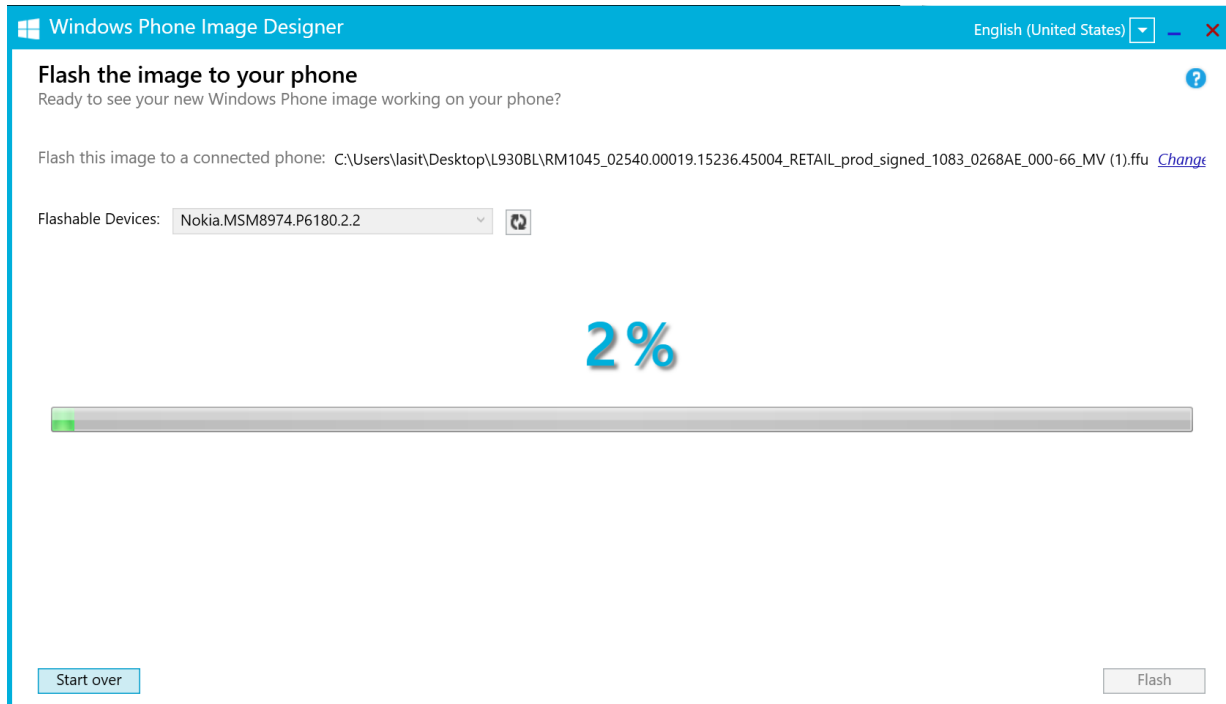 Windows Phone Image Designer
English (United States)
Flash the image to your phone
Ready to see your new Windows Phone image working on your phone?
Flash this image to a connected phone: C:\Users\lasit\Desktop\L930BL\RM1045_02540.00019.15236.45004_RETAIL_prod_signed_1083_0268AE_000-66_MV (1).ffu Change
Flashable Devices: Nokia.MSM8974.P6180.2.2
2%
Start over
Flash